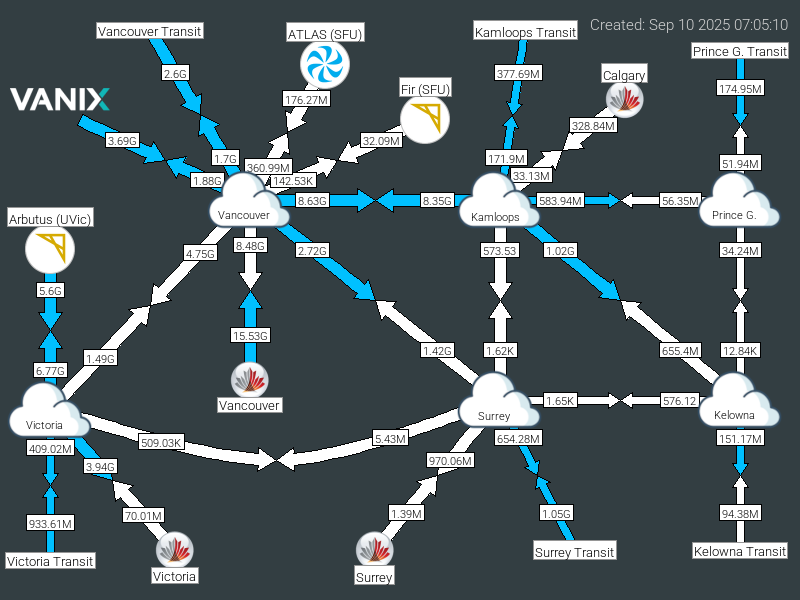 Created: Sep 10 2025 07:05:10
Vancouver Transit
ATLAS (SFU)
Kamloops Transit
Prince G. Transit
2.6G
377.69M
Calgary
174.95M
VANIX
176.27M
Fir (SFU)
328.84M
3.69G
32.09M
1.7G
360.99M
171.9M
51.94M
1.88G
142.53K
33.13M
8.63G
8.35G
583.94M
56.35M
Vancouver
Kamloops
Prince G.
Arbutus (UVic)
4.75G
8.48G
2.72G
573.53
1.02G
34.24M
5.6G
15.53G
1.49G
1.42G
1.62K
655.4M
12.84K
6.77G
Vancouver
1.65K
576.12
Victoria
Surrey
Kelowna
409.02M
509.03K
5.43M
654.28M
151.17M
3.94G
970.06M
933.61M
70.01M
1.39M
1.05G
94.38M
Victoria Transit
Victoria
Surrey
Surrey Transit
Kelowna Transit